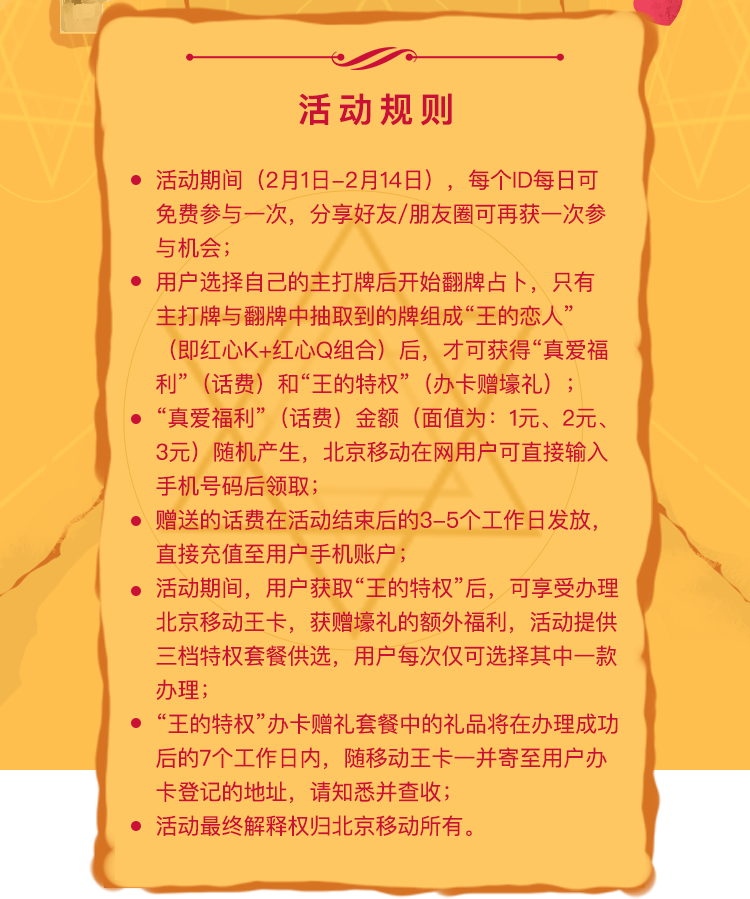 活动规则
活动期间（2月1日-2月14日），每个ID每日可
免费参与一次，分享好友/朋友圈可再获一次参
与机会；
用户选择自己的主打牌后开始翻牌占卜，只有
主打牌与翻牌中抽取到的牌组成“王的恋人”
（即红心K+红心Q组合）后，才可获得“真爱福
利”（话费）和“王的特权”（办卡赠壕礼）；
“真爱福利”（话费）金额（面值为：1元、2元、
3元）随机产生，北京移动在网用户可直接输入
手机号码后领取；
赠送的话费在活动结束后的3-5个工作日发放，
直接充值至用户手机账户；
活动期间，用户获取“王的特权”后，可享受办理
北京移动王卡，获赠壕礼的额外福利，活动提供
三档特权套餐供选，用户每次仅可选择其中一款
办理；
“王的特权”办卡赠礼套餐中的礼品将在办理成功
后的7个工作日内，随移动王卡一并寄至用户办
卡登记的地址，请知悉并查收；
活动最终解释权归北京移动所有。